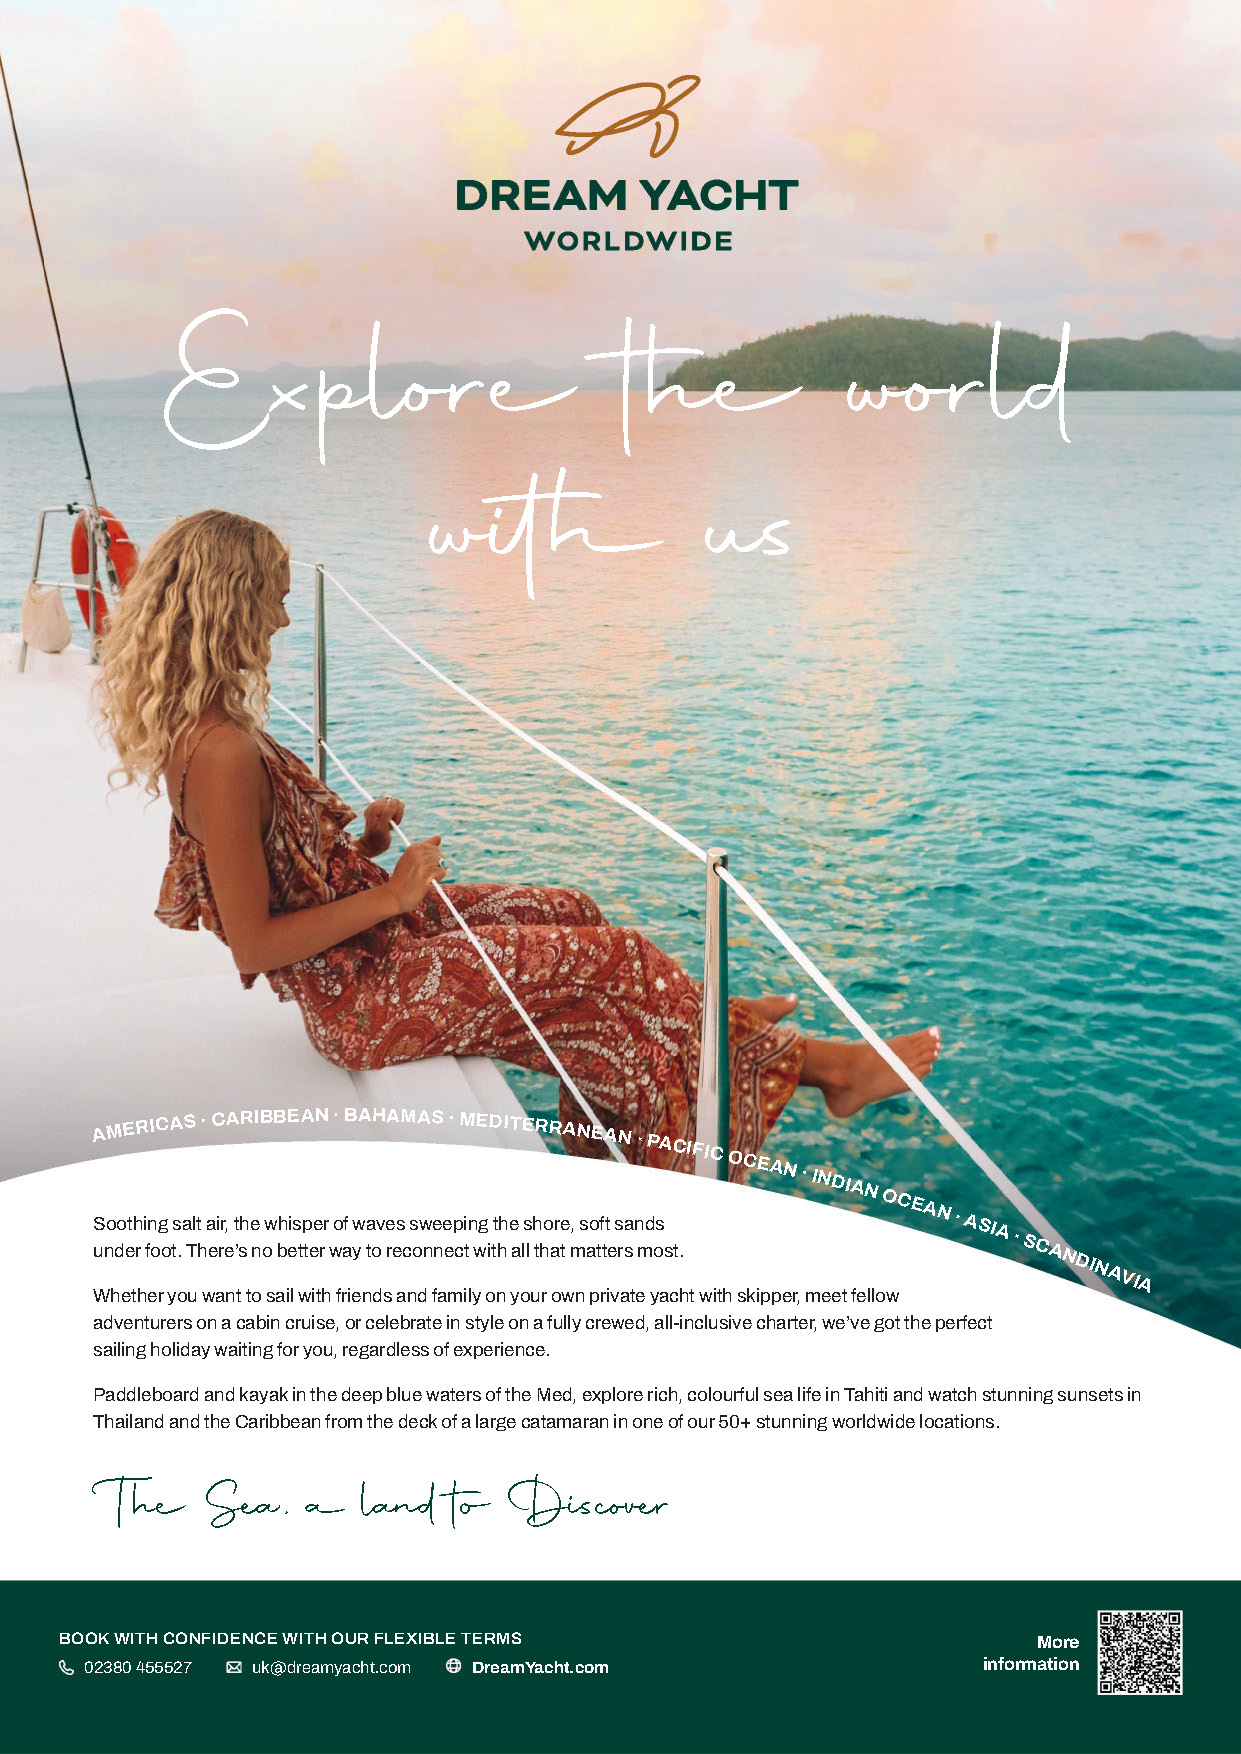 DREAM YACHT
WORLDWIDE
Explore the world
with us
AMERICAS · CARIBBEAN · BAHAMAS · MEDITERRANEAN · PACIFIC OCEAN · INDIAN OCEAN · ASIA · SCANDINAVIA
Soothing salt air, the whisper of waves sweeping the shore, soft sands
under foot. There’s no better way to reconnect with all that matters most.
Whether you want to sail with friends and family on your own private yacht with skipper, meet fellow
adventurers on a cabin cruise, or celebrate in style on a fully crewed, all-inclusive charter, we’ve got the perfect
sailing holiday waiting for you, regardless of experience.
Paddleboard and kayak in the deep blue waters of the Med, explore rich, colourful sea life in Tahiti and watch stunning sunsets in
Thailand and the Caribbean from the deck of a large catamaran in one of our 50+ stunning worldwide locations.
The Sea, a land to Discover
BOOK WITH CONFIDENCE WITH OUR FLEXIBLE TERMS
02380 455527 uk@dreamyacht.com DreamYacht.com
More
information